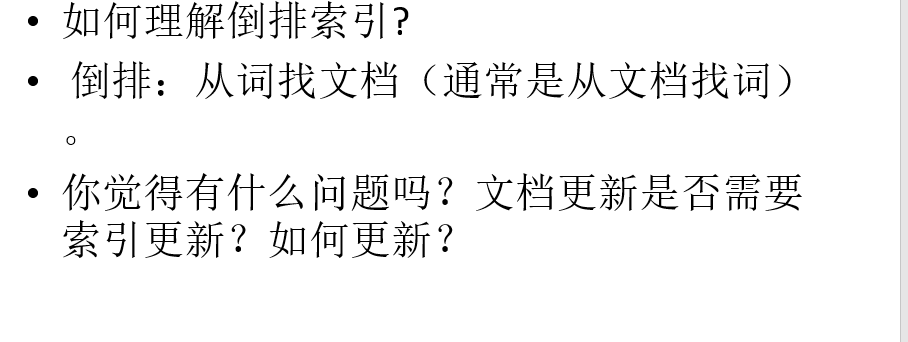 • 如何理解倒排索引?
• 倒排：从词找文档（通常是从文档找词）
。
• 你觉得有什么问题吗？文档更新是否需要
索引更新？如何更新？